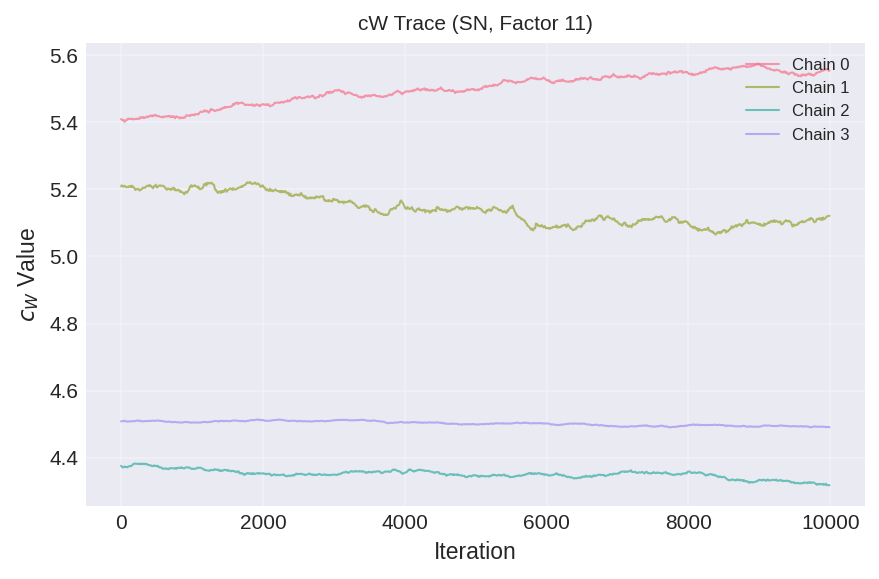 cW Trace (SN, Factor 11)
5.6
5.4
5.2
5.0
4.8
4.6
4.4
c_W Value
Chain 0
Chain 1
Chain 2
Chain 3
0 2000 4000 6000 8000 10000
Iteration